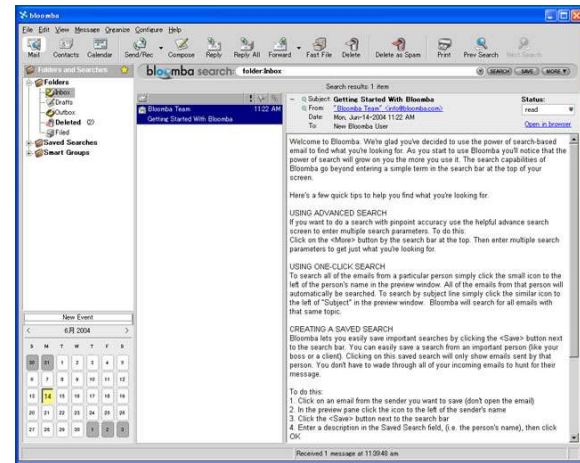 bloomba
File Edit View Message Organize Configure Help
Mail Contacts Calendar Send/Rec Compose Reply Reply All Forward Fast File Delete Delete as Spam Print Prev Search Next Search
Folders and Searches
bloomba search: folder:Inbox SEARCH SAVE MORE
Folders
Inbox
Drafts
Outbox
Deleted (2)
Filed
Saved Searches
Smart Groups
Search results: 1 item
Bloomba Team 11:22 AM
Getting Started With Bloomba
Subject: Getting Started With Bloomba
From: "Bloomba Team" <info@bloomba.com>
Date: Mon, Jun-14-2004 11:22 AM
To: New Bloomba User
Status:
read
Open in browser
Welcome to Bloomba. We're glad you've decided to use the power of search-based
email to find what you're looking for. As you start to use Bloomba you'll notice that the
power of search will grow on you the more you use it. The search capabilities of
Bloomba go beyond entering a simple term in the search bar at the top of your
screen.
Here's a few quick tips to help you find what you're looking for.
USING ADVANCED SEARCH
If you want to do a search with pinpoint accuracy use the helpful advance search
screen to enter multiple search parameters. To do this:
Click on the <More> button by the search bar at the top. Then enter multiple search
parameters to get just what you're looking for.
USING ONE-CLICK SEARCH
To search all of the emails from a particular person simply click the small icon to the
left of the person's name in the preview window. All of the emails from that person will
automatically be searched. To search by subject line simply click the similar icon to
the left of "Subject" in the preview window. Bloomba will search for all emails with
that same topic.
CREATING A SAVED SEARCH
Bloomba lets you easily save important searches by clicking the <Save> button next
to the search bar. You can easily save a search from an important person (like your
boss or a client). Clicking on this saved search will only show emails sent by that
person. You don't have to wade through all of your incoming emails to hunt for their
message.
To do this:
1. Click on an email from the sender you want to save (don't open the email)
2. In the preview pane click the icon to the left of the sender's name
3. Click the <Save> button next to the search bar
4. Enter a description in the Saved Search field, (i.e. the person's name), then click
OK
New Event
6月 2004
S M T W T F S
30 31 1 2 3 4 5
6 7 8 9 10 11 12
13 14 15 16 17 18 19
20 21 22 23 24 25 26
27 28 29 30 1 2 3
Received 1 message at 11:39:48 am